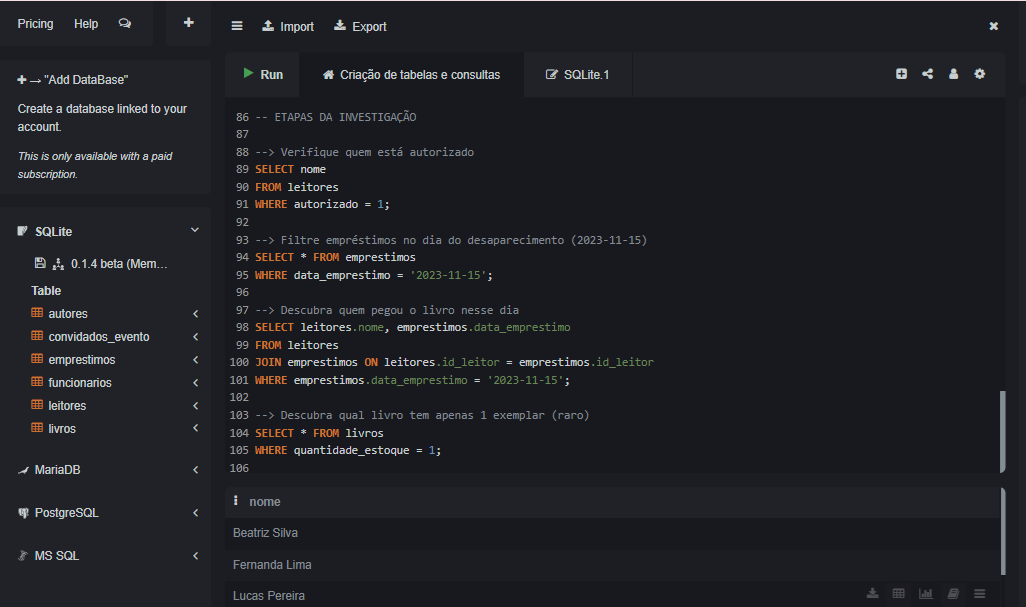 Pricing Help
Import Export
"Add DataBase"
Create a database linked to your
account.
This is only available with a paid
subscription.
SQLite
0.1.4 beta (Mem...
Table
autores
convidados_evento
emprestimos
funcionarios
leitores
livros
MariaDB
PostgreSQL
MS SQL
Run Criação de tabelas e consultas SQLite.1
86 -- ETAPAS DA INVESTIGAÇÃO
87
88 --> Verifique quem está autorizado
89 SELECT nome
90 FROM leitores
91 WHERE autorizado = 1;
92
93 --> Filtre empréstimos no dia do desaparecimento (2023-11-15)
94 SELECT * FROM emprestimos
95 WHERE data_emprestimo = '2023-11-15';
96
97 --> Descubra quem pegou o livro nesse dia
98 SELECT leitores.nome, emprestimos.data_emprestimo
99 FROM leitores
100 JOIN emprestimos ON leitores.id_leitor = emprestimos.id_leitor
101 WHERE emprestimos.data_emprestimo = '2023-11-15';
102
103 --> Descubra qual livro tem apenas 1 exemplar (raro)
104 SELECT * FROM livros
105 WHERE quantidade_estoque = 1;
106
nome
Beatriz Silva
Fernanda Lima
Lucas Pereira